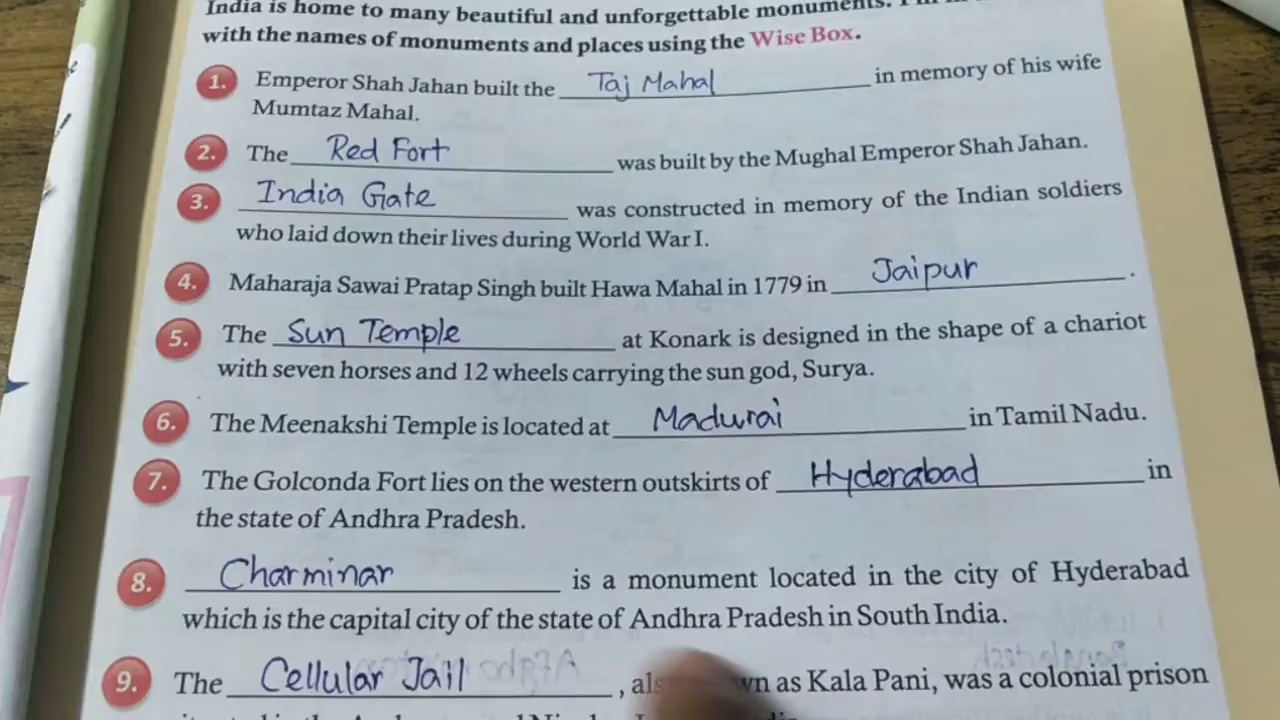 India is home to many beautiful and unforgettable monuments.
with the names of monuments and places using the Wise Box.
1. Emperor Shah Jahan built the Taj Mahal in memory of his wife
Mumtaz Mahal.
2. The Red Fort was built by the Mughal Emperor Shah Jahan.
3. India Gate was constructed in memory of the Indian soldiers
who laid down their lives during World War I.
4. Maharaja Sawai Pratap Singh built Hawa Mahal in 1779 in Jaipur.
5. The Sun Temple at Konark is designed in the shape of a chariot
with seven horses and 12 wheels carrying the sun god, Surya.
6. The Meenakshi Temple is located at Madurai in Tamil Nadu.
7. The Golconda Fort lies on the western outskirts of Hyderabad in
the state of Andhra Pradesh.
8. Charminar is a monument located in the city of Hyderabad
which is the capital city of the state of Andhra Pradesh in South India.
9. The Cellular Jail, as Kala Pani, was a colonial prison